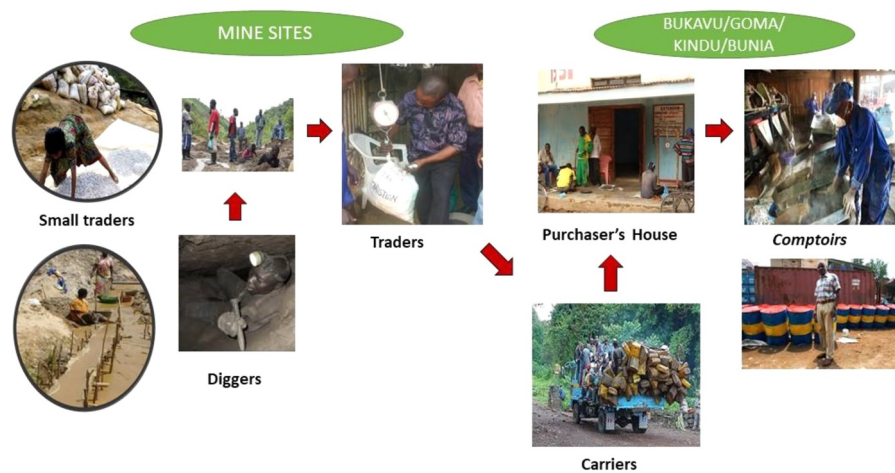 MINE SITES
BUKAVU/GOMA/
KINDU/BUNIA
Small traders
Traders
Purchaser's House
Comptoirs
Diggers
Carriers